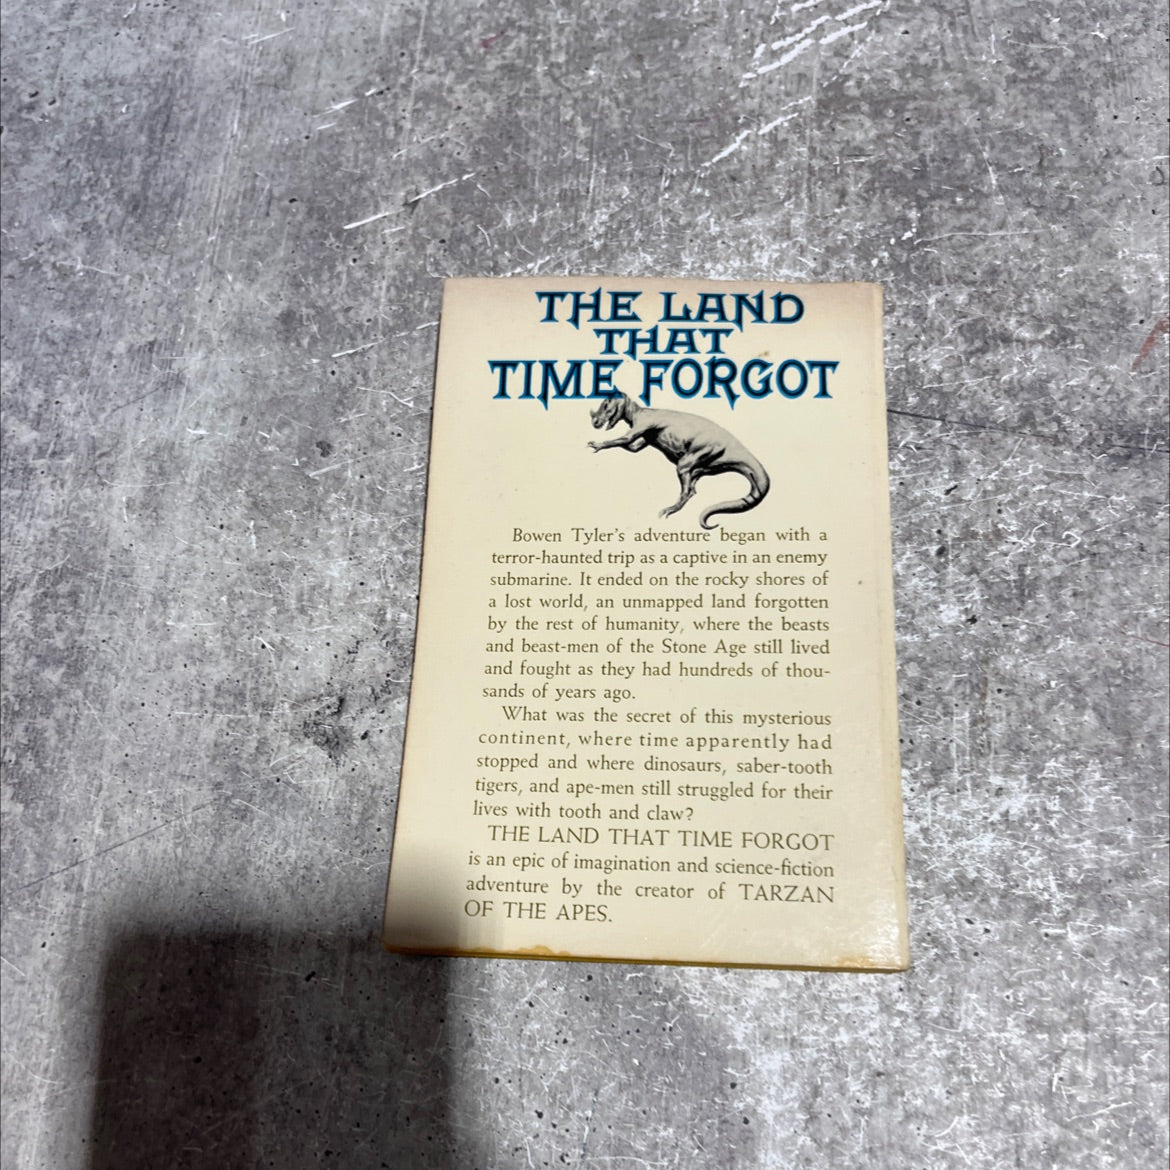 THE LAND
THAT
TIME FORGOT
Bowen Tyler's adventure began with a
terror-haunted trip as a captive in an enemy
submarine. It ended on the rocky shores of
a lost world, an unmapped land forgotten
by the rest of humanity, where the beasts
and beast-men of the Stone Age still lived
and fought as they had hundreds of thou-
sands of years ago.
What was the secret of this mysterious
continent, where time apparently had
stopped and where dinosaurs, saber-tooth
tigers, and ape-men still struggled for their
lives with tooth and claw?
THE LAND THAT TIME FORGOT
is an epic of imagination and science-fiction
adventure by the creator of TARZAN
OF THE APES.